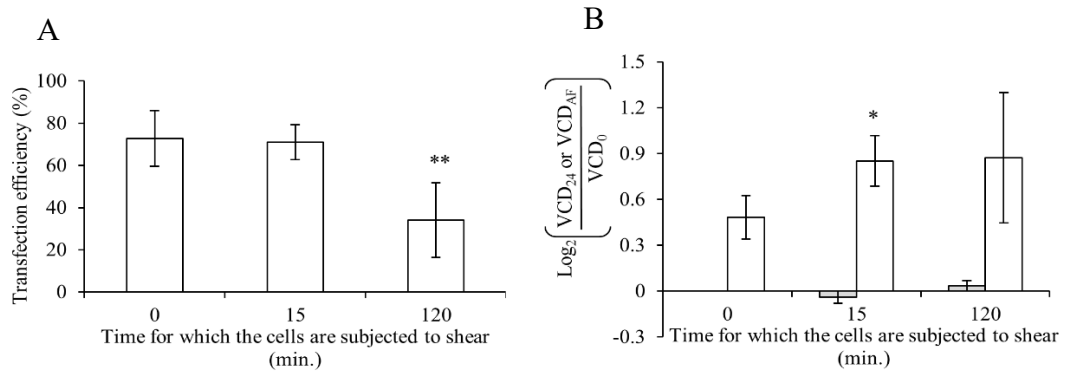 A
Transfection efficiency (%)
100
80
60
40
20
0
**
0 15 120
Time for which the cells are subjected to shear
(min.)
B
Log2 (VCD24 or VCDAF / VCD0)
1.5
1.2
0.9
0.6
0.3
0
-0.3
*
0 15 120
Time for which the cells are subjected to shear
(min.)